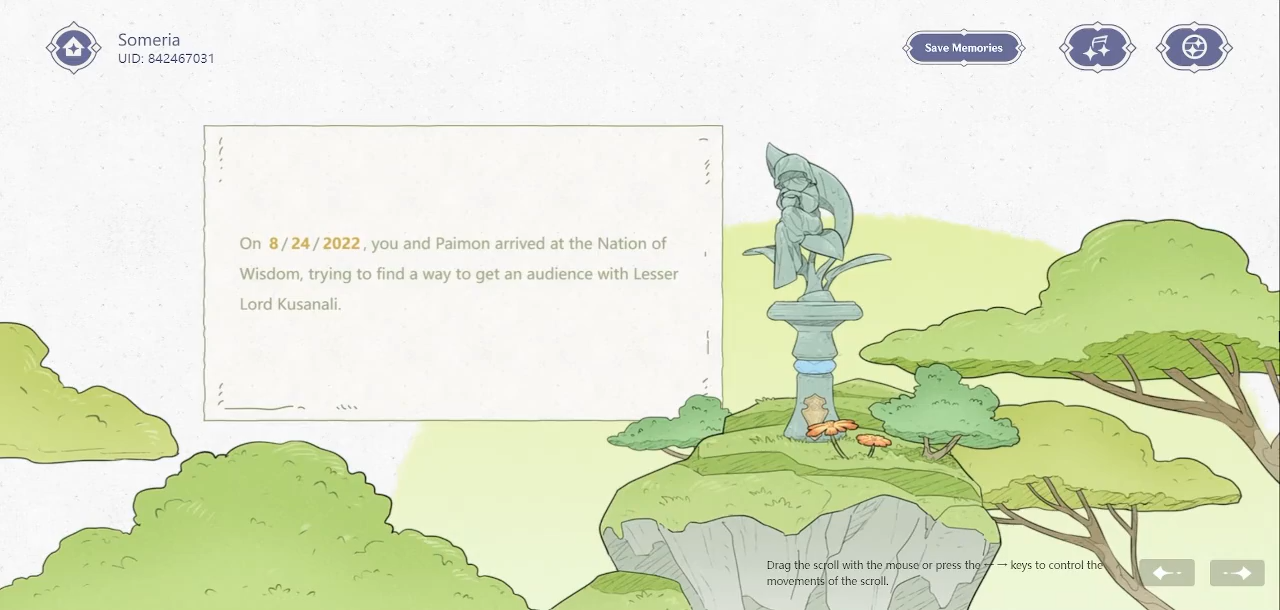 Someria
UID: 842467031
Save Memories
On 8 / 24 / 2022 , you and Paimon arrived at the Nation of
Wisdom, trying to find a way to get an audience with Lesser
Lord Kusanali.
Drag the scroll with the mouse or press the ← → keys to control the
movements of the scroll.